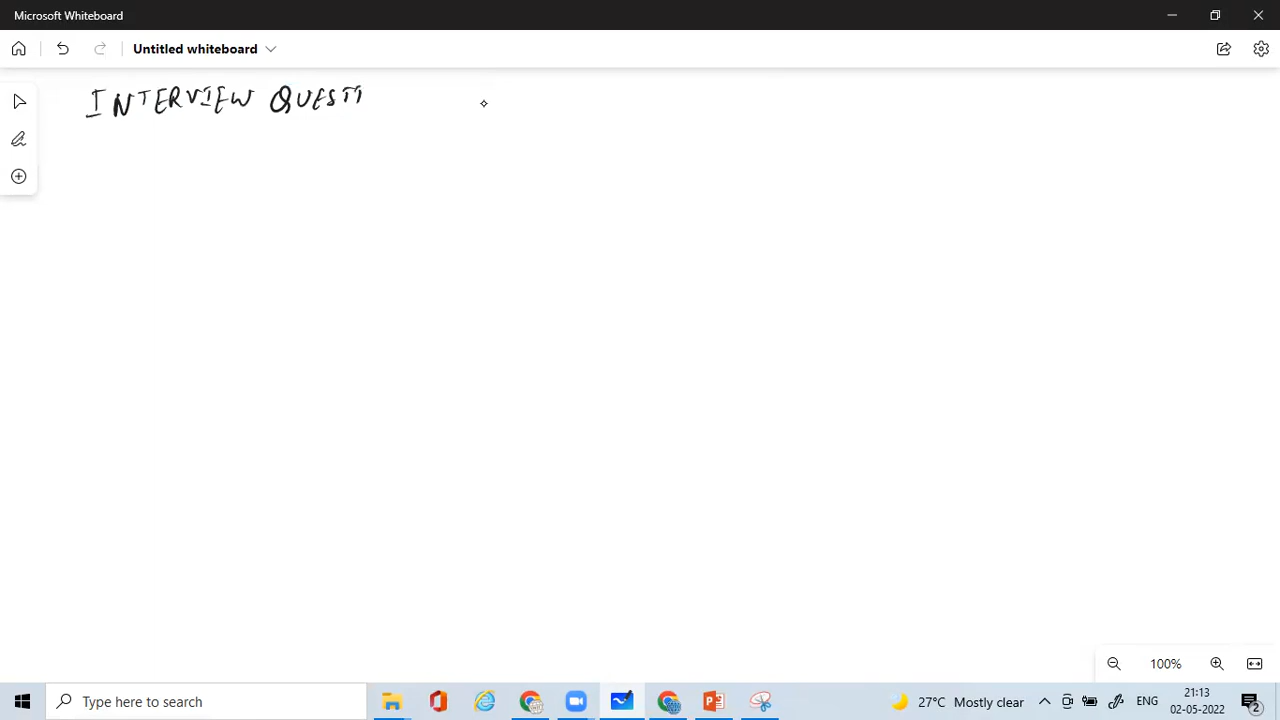 Microsoft Whiteboard
Untitled whiteboard
INTERVIEW QUESTI
100%
Type here to search
27°C Mostly clear
ENG
21:13
02-05-2022
2